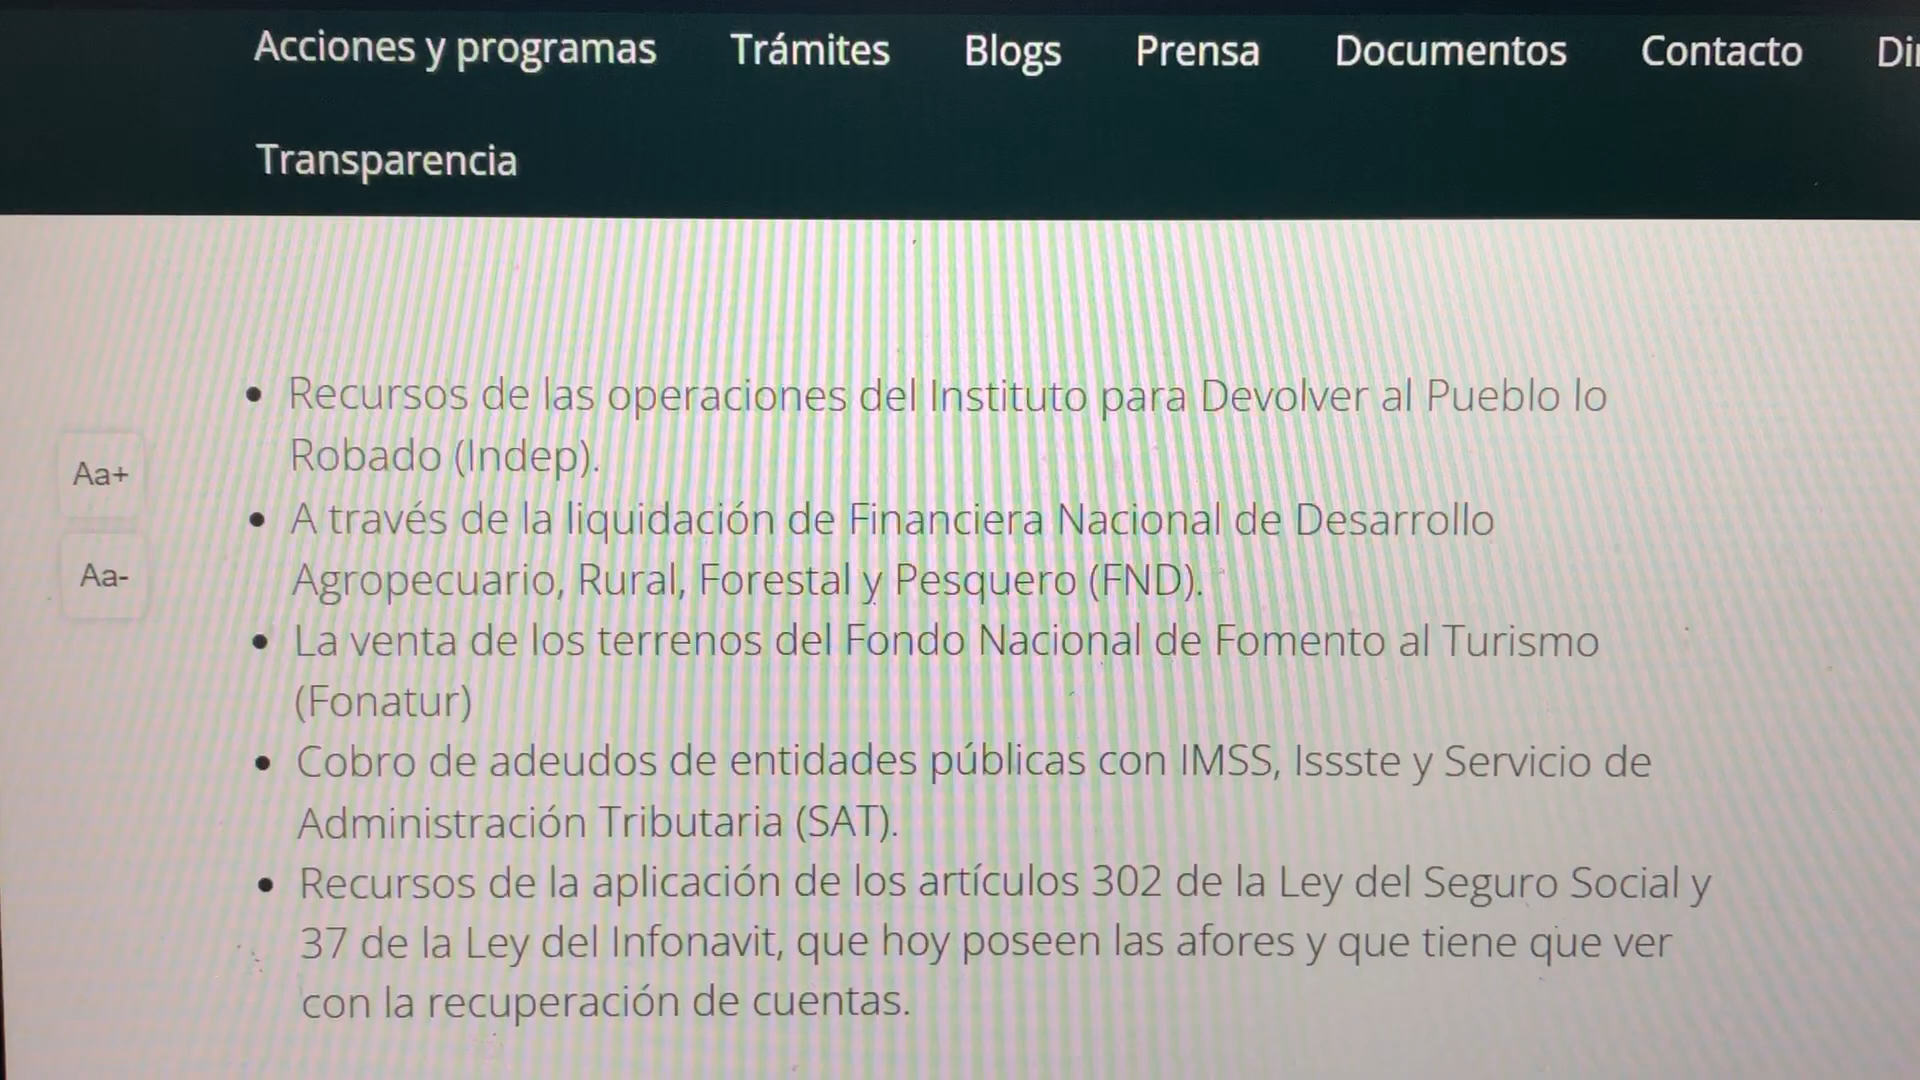 Acciones y programas Trámites Blogs Prensa Documentos Contacto
Transparencia
Aa+
Aa-
• Recursos de las operaciones del Instituto para Devolver al Pueblo lo
Robado (Indep).
• A través de la liquidación de Financiera Nacional de Desarrollo
Agropecuario, Rural, Forestal y Pesquero (FND).
• La venta de los terrenos del Fondo Nacional de Fomento al Turismo
(Fonatur)
• Cobro de adeudos de entidades públicas con IMSS, Issste y Servicio de
Administración Tributaria (SAT).
• Recursos de la aplicación de los artículos 302 de la Ley del Seguro Social y
37 de la Ley del Infonavit, que hoy poseen las afores y que tiene que ver
con la recuperación de cuentas.